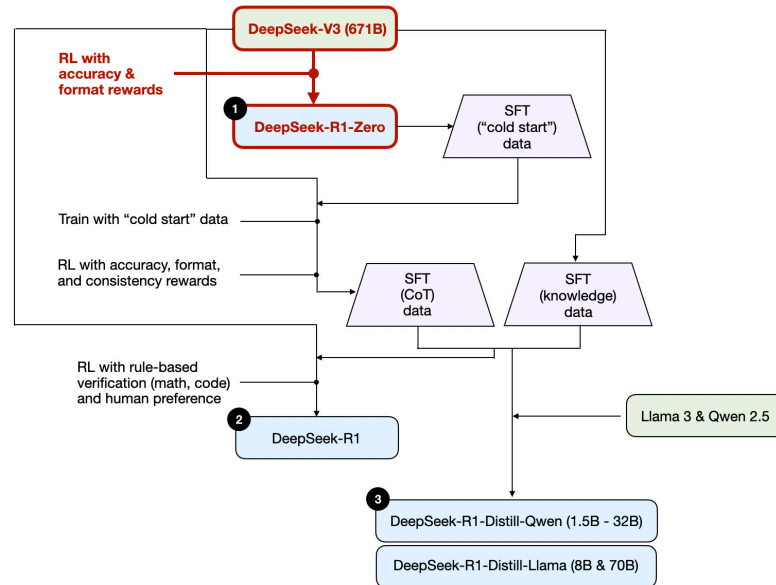 DeepSeek-V3 (671B)
RL with
accuracy &
format rewards
1
DeepSeek-R1-Zero
SFT
(“cold start”)
data
Train with “cold start” data
RL with accuracy, format,
and consistency rewards
SFT
(CoT)
data
SFT
(knowledge)
data
RL with rule-based
verification (math, code)
and human preference
2
DeepSeek-R1
Llama 3 & Qwen 2.5
3
DeepSeek-R1-Distill-Qwen (1.5B - 32B)
DeepSeek-R1-Distill-Llama (8B & 70B)